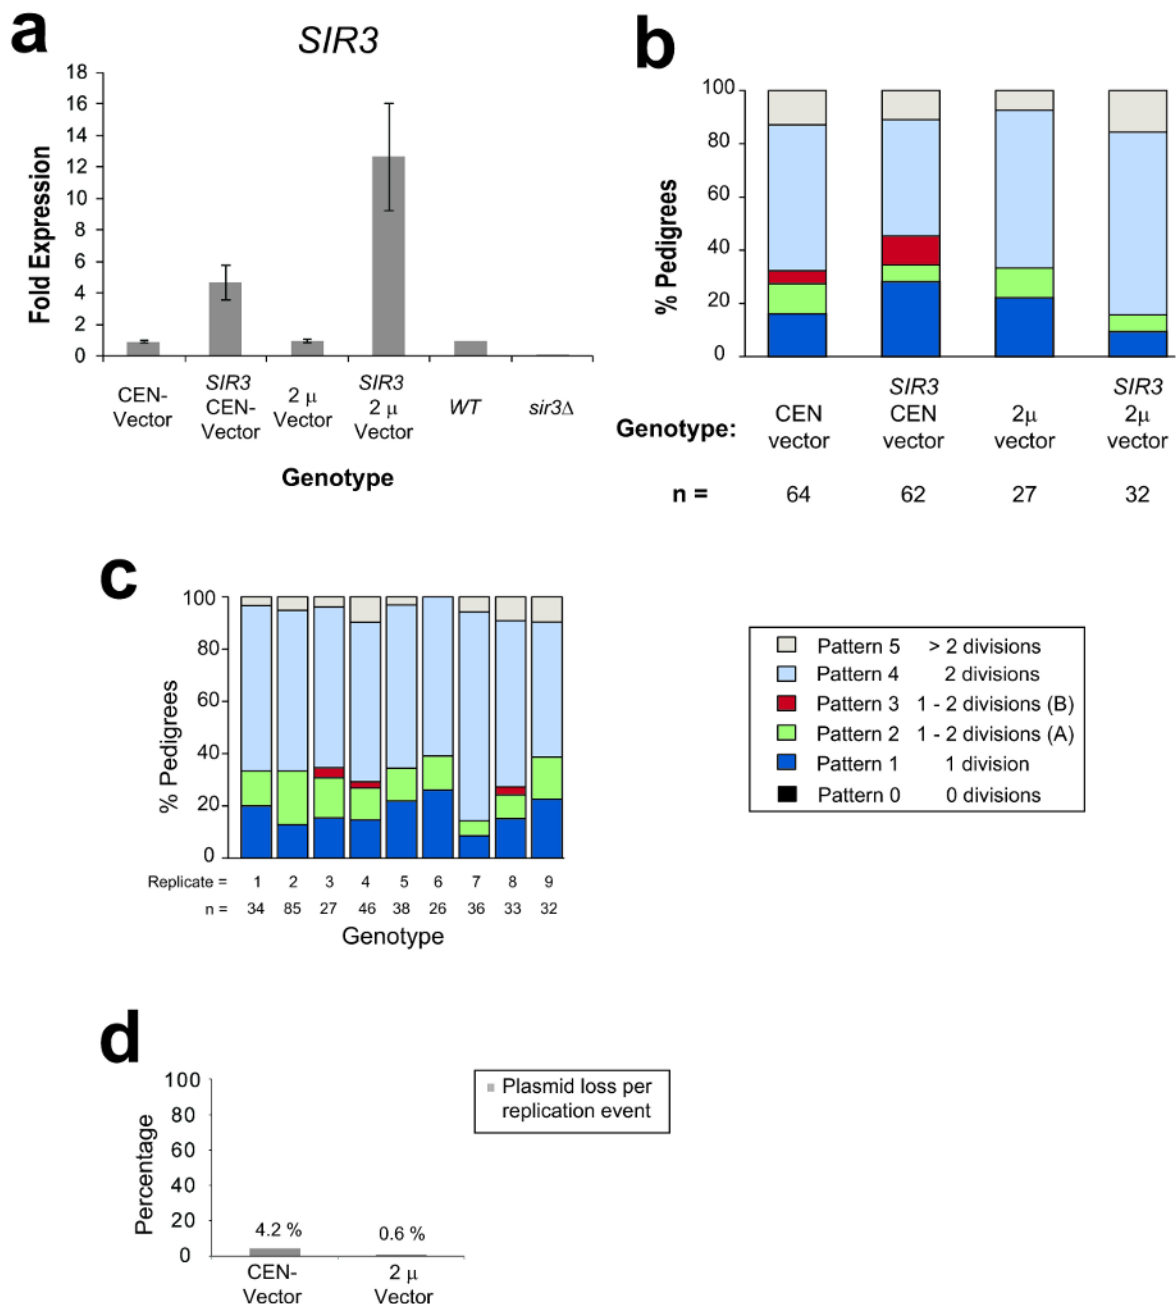 a
SIR3
18
16
14
12
10
8
6
4
2
0
Fold Expression
CEN-
Vector
SIR3
CEN-
Vector
2 μ
Vector
SIR3
2 μ
Vector
WT
sir3Δ
Genotype
b
100
80
60
40
20
0
% Pedigrees
Genotype:
CEN
vector
SIR3
CEN
vector
2μ
vector
SIR3
2μ
vector
n =
64 62 27 32
c
100
80
60
40
20
0
% Pedigrees
Replicate = 1 2 3 4 5 6 7 8 9
n = 34 85 27 46 38 26 36 33 32
Genotype
Pattern 5 > 2 divisions
Pattern 4 2 divisions
Pattern 3 1 - 2 divisions (B)
Pattern 2 1 - 2 divisions (A)
Pattern 1 1 division
Pattern 0 0 divisions
d
100
80
60
40
20
0
Percentage
4.2 %
0.6 %
CEN-
Vector
2 μ
Vector
Plasmid loss per
replication event